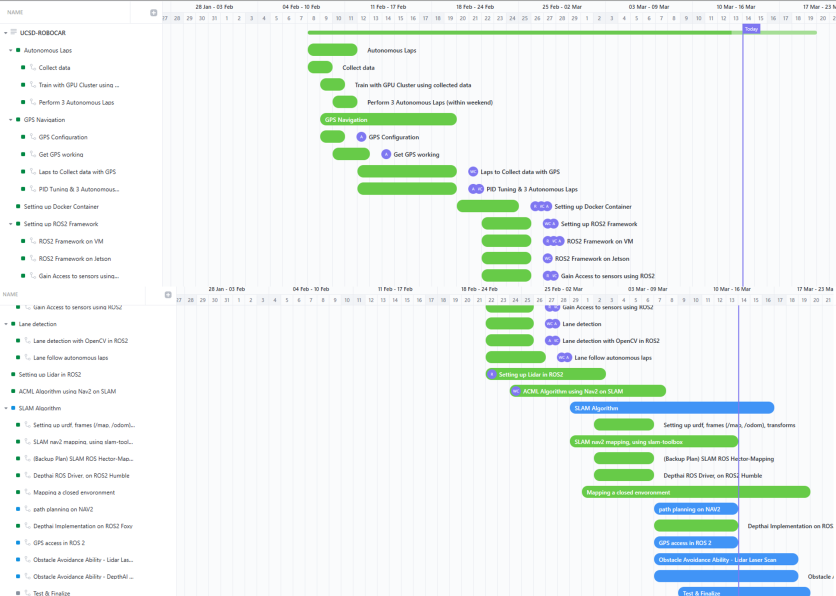 NAME
28 Jan - 03 Feb 04 Feb - 10 Feb 11 Feb - 17 Feb 18 Feb - 24 Feb 25 Feb - 02 Mar 03 Mar - 09 Mar 10 Mar - 16 Mar 17 Mar - 23 M
27 28 29 30 31 1 2 3 4 5 6 7 8 9 10 11 12 13 14 15 16 17 18 19 20 21 22 23 24 25 26 27 28 29 1 2 3 4 5 6 7 8 9 10 11 12 13 14 15 16 17 18 19 20 21
Today
UCSD-ROBOCAR
Autonomous Laps Autonomous Laps
Collect data Collect data
Train with GPU Cluster using ... Train with GPU Cluster using collected data
Perform 3 Autonomous Laps Perform 3 Autonomous Laps (within weekend)
GPS Navigation GPS Navigation
GPS Configuration A GPS Configuration
Get GPS working A Get GPS working
Laps to Collect data with GPS WC Laps to Collect data with GPS
PID Tuning & 3 Autonomous... A VC PID Tuning & 3 Autonomous Laps
Setting up Docker Container R VC A Setting up Docker Container
Setting up ROS2 Framework WC A Setting up ROS2 Framework
ROS2 Framework on VM R VC A ROS2 Framework on VM
ROS2 Framework on Jetson WC ROS2 Framework on Jetson
Gain Access to sensors using... R VC Gain Access to sensors using ROS2
NAME
28 Jan - 03 Feb 04 Feb - 10 Feb 11 Feb - 17 Feb 18 Feb - 24 Feb 25 Feb - 02 Mar 03 Mar - 09 Mar 10 Mar - 16 Mar 17 Mar - 23 Ma
27 28 29 30 31 1 2 3 4 5 6 7 8 9 10 11 12 13 14 15 16 17 18 19 20 21 22 23 24 25 26 27 28 29 1 2 3 4 5 6 7 8 9 10 11 12 13 14 15 16 17 18 19 20 21
Gain Access to sensors using ROS2 Gain Access to sensors using ROS2
Lane detection WC A Lane detection
Lane detection with OpenCV in ROS2 A VC Lane detection with OpenCV in ROS2
Lane follow autonomous laps WC A Lane follow autonomous laps
Setting up Lidar in ROS2 R Setting up Lidar in ROS2
ACML Algorithm using Nav2 on SLAM WC ACML Algorithm using Nav2 on SLAM
SLAM Algorithm SLAM Algorithm
Setting up urdf, frames (/map, /odom)... Setting up urdf, frames (/map, /odom), transforms
SLAM nav2 mapping, using slam-tool... SLAM nav2 mapping, using slam-toolbox
(Backup Plan) SLAM ROS Hector-Map... (Backup Plan) SLAM ROS Hector-Mapping
Depthai ROS Driver, on ROS2 Humble Depthai ROS Driver, on ROS2 Humble
Mapping a closed envoronment Mapping a closed envoronment
path planning on NAV2 path planning on NAV2
Depthai Implementation on ROS2 Foxy Depthai Implementation on ROS
GPS access in ROS 2 GPS access in ROS 2
Obstacle Avoidance Ability - Lidar Las... Obstacle Avoidance Ability - Lidar Laser Scan
Obstacle Avoidance Ability - DepthAI ... Obstacle
Test & Finalize Test & Finalize